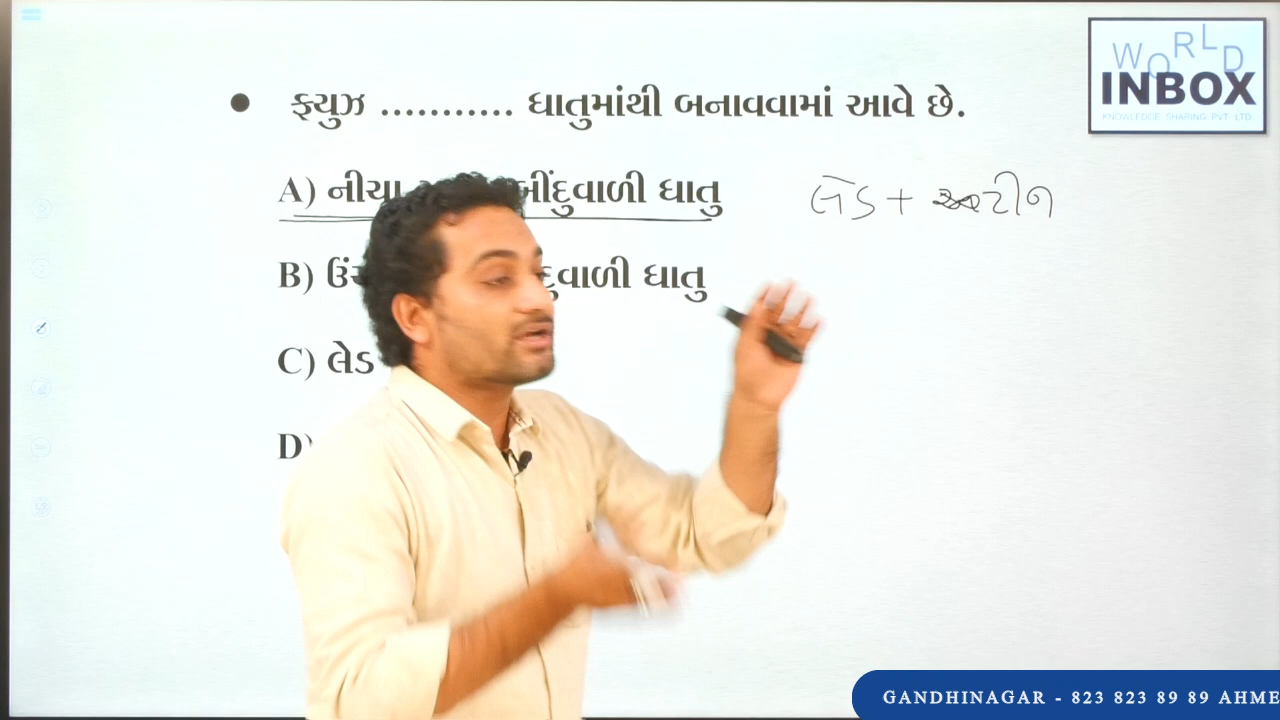 WORLD
INBOX
KNOWLEDGE SHARING PVT. LTD
● ફ્યુઝ ........... ધાતુમાંથી બનાવવામાં આવે છે.
A) નીચા બીંદુવાળી ધાતુ
લેડ + ટીન
B) ધાતુ
C) લેડ
D)
GANDHINAGAR - 823 823 89 89 AHME